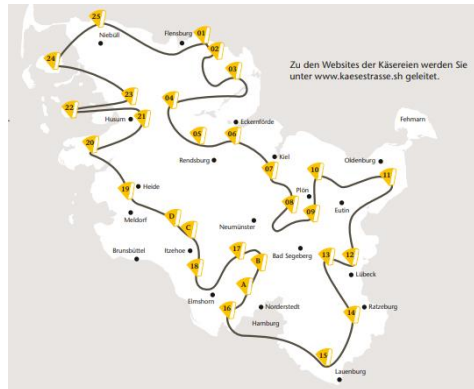 25
Niebüll
Flensburg
01
02
24
03
Zu den Websites der Käsereien werden Sie
unter www.kaesestrasse.sh geleitet.
23
04
22
21
Husum
Eckernförde
Fehmarn
20
05
06
Rendsburg
Kiel
Oldenburg
07
10
11
19
Heide
Plön
08
09
Eutin
Meldorf
D
C
Neumünster
Brunsbüttel
Itzehoe
17
B
Bad Segeberg
13
12
18
Lübeck
A
Elmshorn
16
Norderstedt
Ratzeburg
14
Hamburg
15
Lauenburg